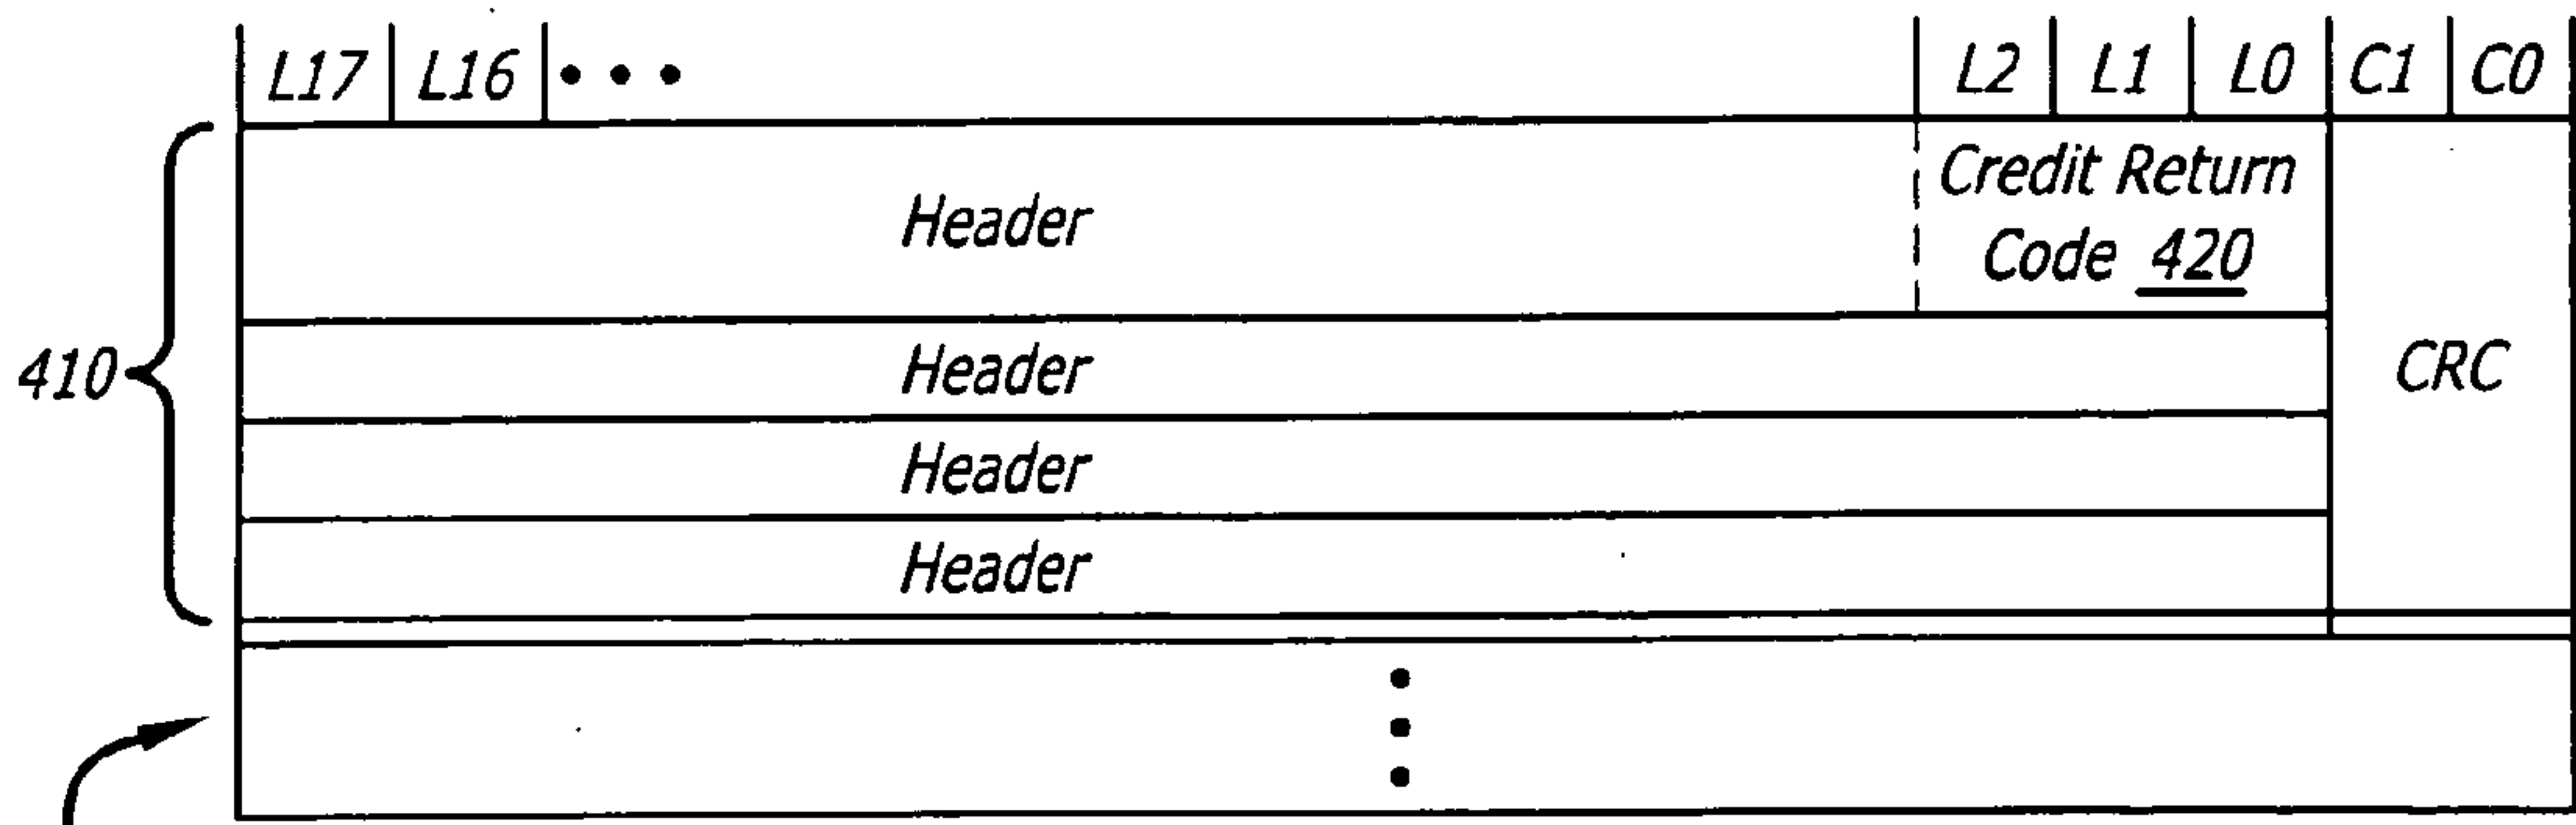 L17 L16 • • • L2 L1 L0 C1 C0
Header Credit Return
Code 420
410 Header CRC
Header
Header